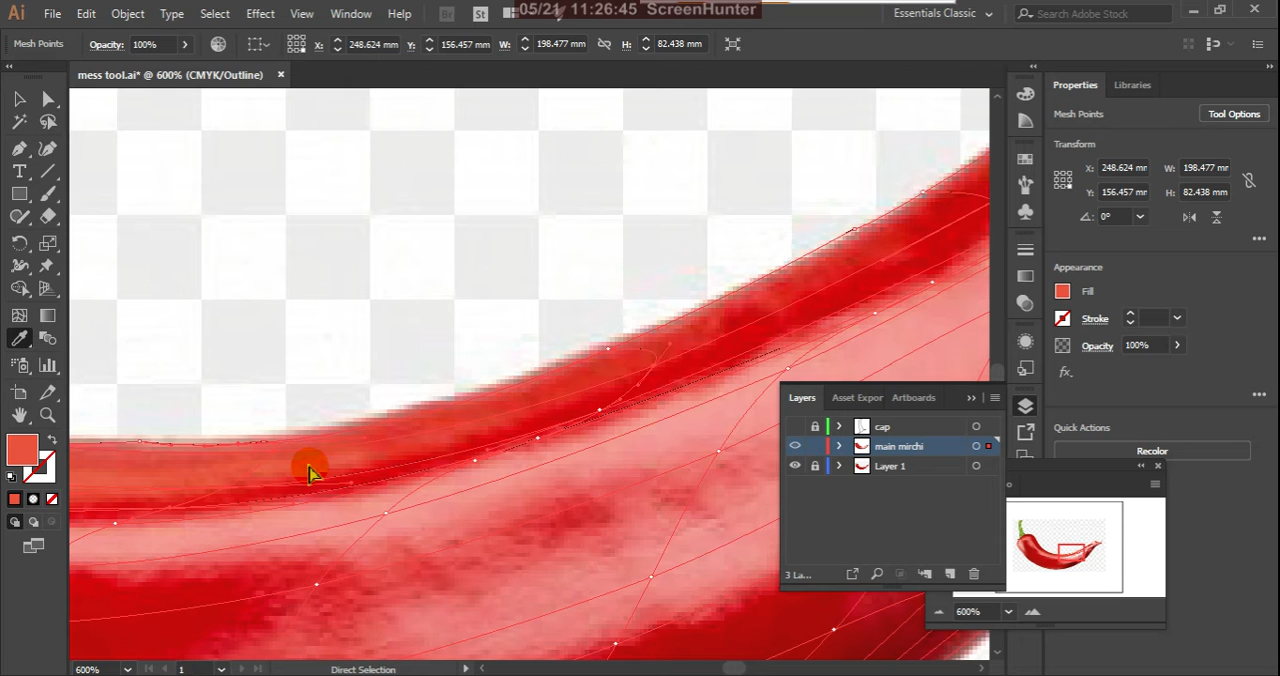 05/21 11:26:45 ScreenHunter
Ai File Edit Object Type Select Effect View Window Help Br St Essentials Classic Search Adobe Stock
Mesh Points Opacity: 100% X: 248.624 mm Y: 156.457 mm W: 198.477 mm H: 82.438 mm
mess tool.ai* @ 600% (CMYK/Outline)
Properties Libraries
Mesh Points Tool Options
Transform
X: 248.624 mm W: 198.477 mm
Y: 156.457 mm H: 82.438 mm
0°
Appearance
Fill
Stroke
Opacity 100%
fx.
Quick Actions
Recolor
Layers Asset Expor Artboards
cap
main mirchi
Layer 1
3 La...
600%
600% 1 Direct Selection